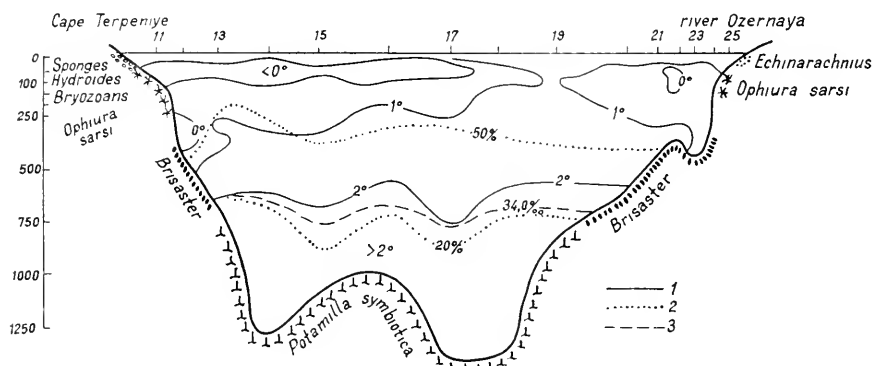 Cape Terpeniye
river Ozernaya
11 13 15 17 19 21 23 25
0
100
250
500
750
1000
1250
Sponges
Hydroides
Bryozoans
Ophiura sarsi
Brisaster
<0°
0°
1°
50%
2°
34,0‰
20%
>2°
2°
1°
0°
Echinarachnius
Ophiura sarsi
Brisaster
Potamilla symbiotica
1
2
3